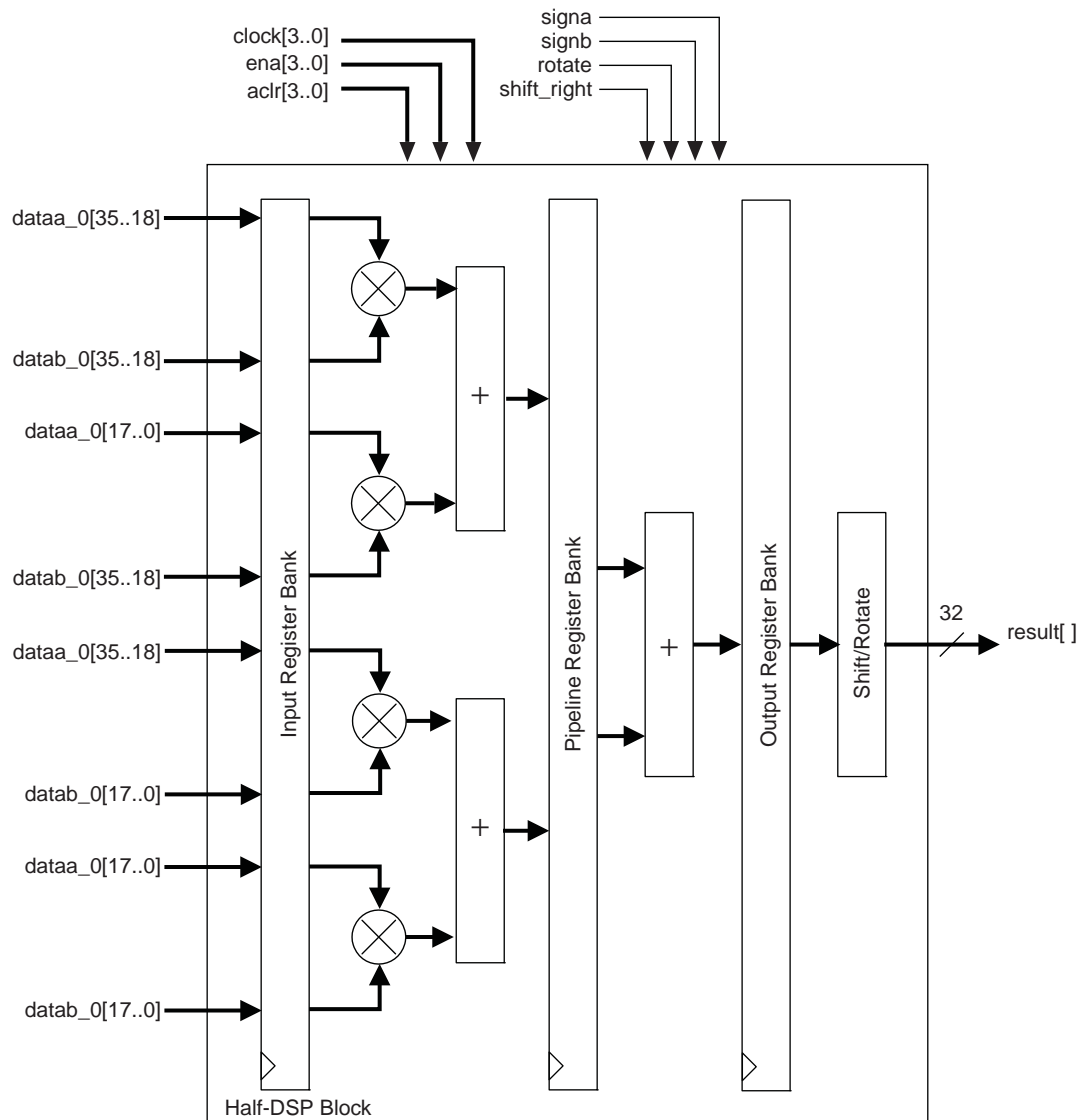 signa
clock[3..0]
signb
ena[3..0]
rotate
aclr[3..0]
shift_right
dataa_0[35..18]
datab_0[35..18]
+
dataa_0[17..0]
datab_0[35..18]
Input Register Bank
Pipeline Register Bank
Output Register Bank
Shift/Rotate
+
32
result[ ]
dataa_0[35..18]
datab_0[17..0]
+
dataa_0[17..0]
datab_0[17..0]
Half-DSP Block